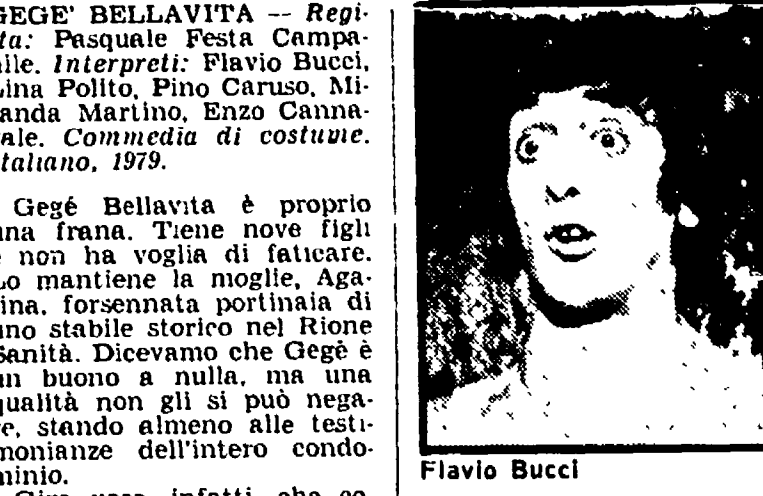 GEGE' BELLAVITA — Regi-
ta: Pasquale Festa Campa-
ile. Interpreti: Flavio Bucci,
Lina Polito, Pino Caruso, Mi-
anda Martino, Enzo Canna-
ale. Commedia di costume.
taliano, 1979.
Gegé Bellavita è proprio
una frana. Tiene nove figli
e non ha voglia di faticare.
Lo mantiene la moglie, Aga-
ina, forsennata portinaia di
uno stabile storico nel Rione
Sanità. Dicevamo che Gegè è
un buono a nulla, ma una
qualità non gli si può nega-
re, stando almeno alle testi-
monianze dell'intero condo-
minio.
infatti, che
Flavio Bucci